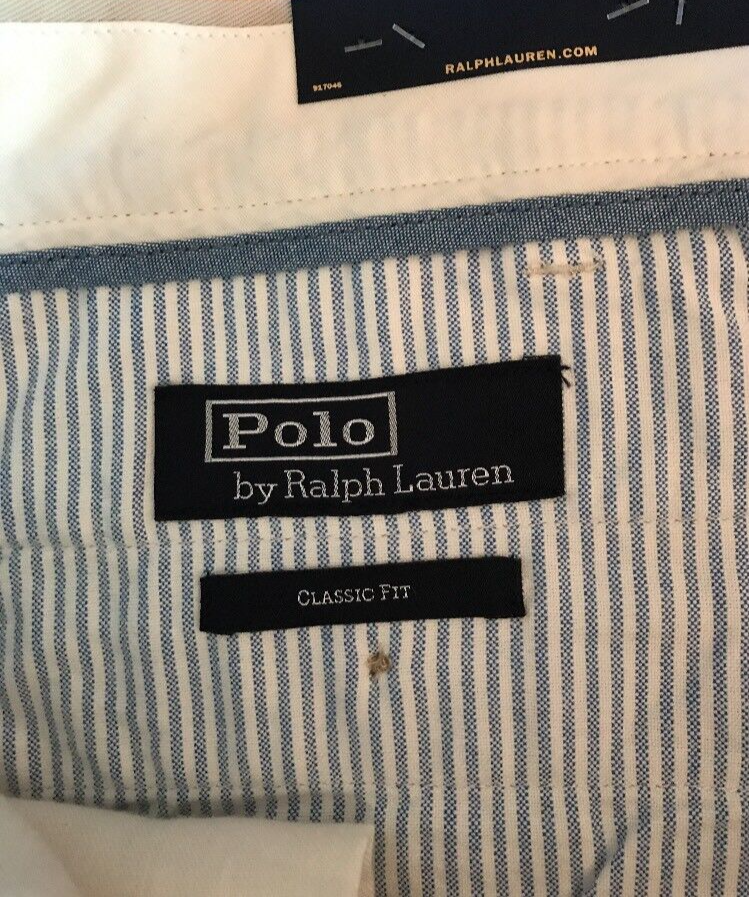 RALPHLAUREN.COM
917046
Polo
by Ralph Lauren
CLASSIC FIT